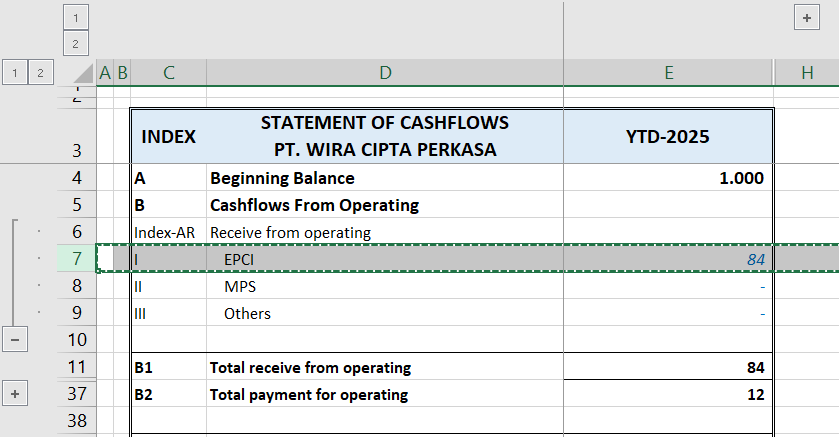 1
+
2
1 2 A B C D E H
1
2
3 INDEX STATEMENT OF CASHFLOWS YTD-2025
PT. WIRA CIPTA PERKASA
4 A Beginning Balance 1.000
5 B Cashflows From Operating
6 Index-AR Receive from operating
7 I EPCI 84
8 II MPS -
9 III Others -
- 10
11 B1 Total receive from operating 84
+ 37 B2 Total payment for operating 12
38